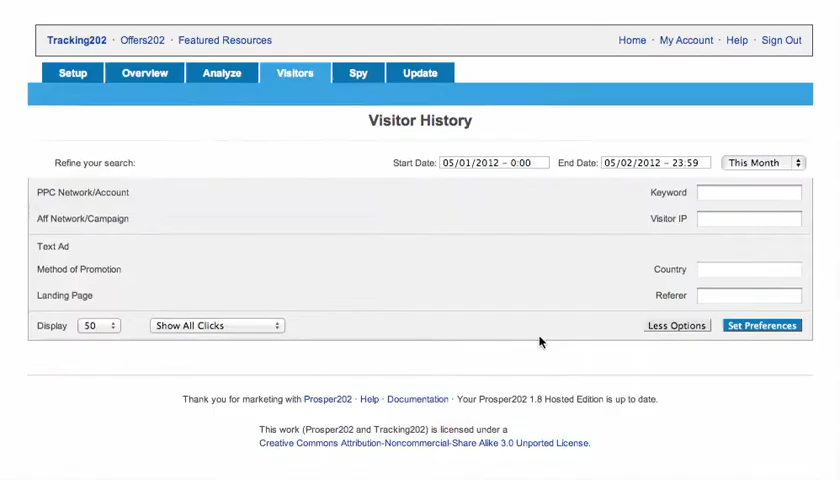 Tracking202 · Offers202 · Featured Resources Home · My Account · Help · Sign Out
Setup Overview Analyze Visitors Spy Update
Visitor History
Refine your search: Start Date: 05/01/2012 - 0:00 End Date: 05/02/2012 - 23:59 This Month
PPC Network/Account Keyword
Aff Network/Campaign Visitor IP
Text Ad
Method of Promotion Country
Landing Page Referer
Display 50 Show All Clicks Less Options Set Preferences
Thank you for marketing with Prosper202 · Help · Documentation · Your Prosper202 1.8 Hosted Edition is up to date.
This work (Prosper202 and Tracking202) is licensed under a
Creative Commons Attribution-Noncommercial-Share Alike 3.0 Unported License.